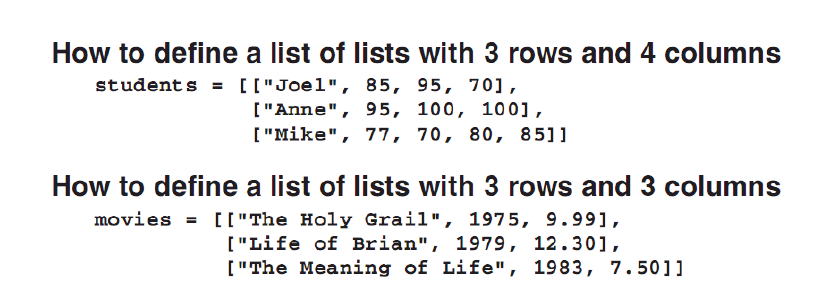 How to define a list of lists with 3 rows and 4 columns
students = [["Joel", 85, 95, 70],
["Anne", 95, 100, 100],
["Mike", 77, 70, 80, 85]]
How to define a list of lists with 3 rows and 3 columns
movies = [["The Holy Grail", 1975, 9.99],
["Life of Brian", 1979, 12.30],
["The Meaning of Life", 1983, 7.50]]